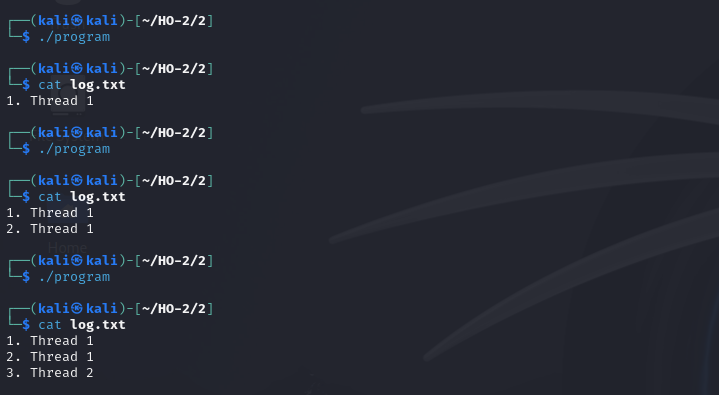 ┌──(kali㉿kali)-[~/HO-2/2]
└─$ ./program
┌──(kali㉿kali)-[~/HO-2/2]
└─$ cat log.txt
1. Thread 1
┌──(kali㉿kali)-[~/HO-2/2]
└─$ ./program
┌──(kali㉿kali)-[~/HO-2/2]
└─$ cat log.txt
1. Thread 1
2. Thread 1
Home
┌──(kali㉿kali)-[~/HO-2/2]
└─$ ./program
┌──(kali㉿kali)-[~/HO-2/2]
└─$ cat log.txt
1. Thread 1
2. Thread 1
3. Thread 2